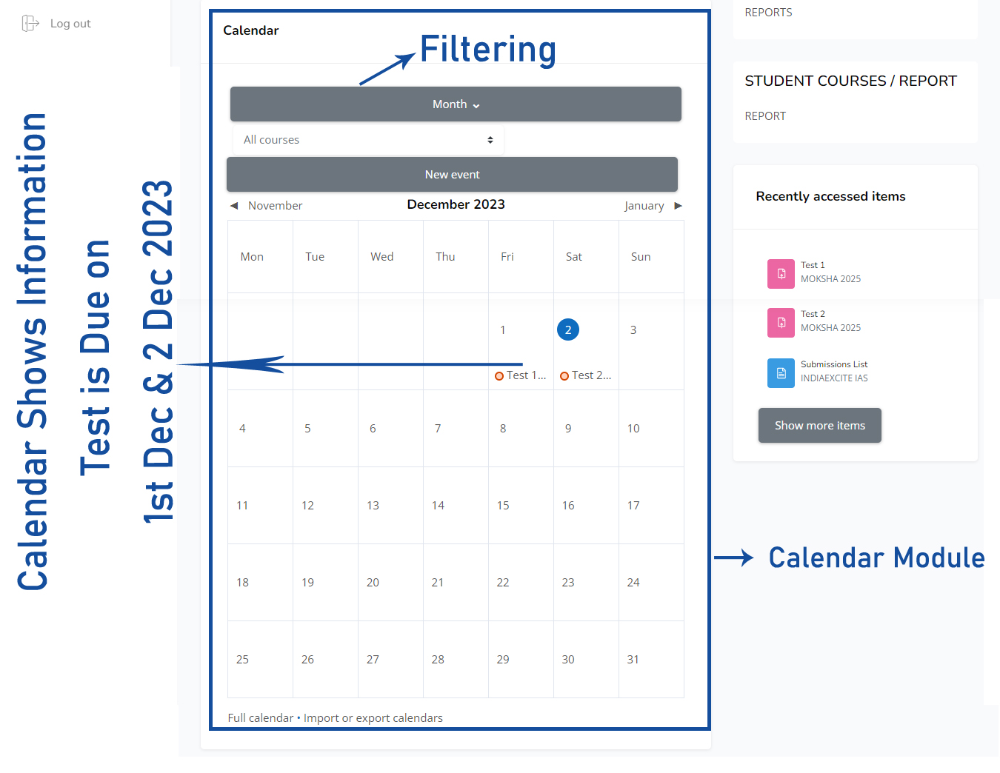 Log out
Calendar Shows Information
Test is Due on
1st Dec & 2 Dec 2023
Calendar
Filtering
Month
All courses
New event
◄ November December 2023 January ►
Mon Tue Wed Thu Fri Sat Sun
1 2 3
Test 1... Test 2...
4 5 6 7 8 9 10
11 12 13 14 15 16 17
18 19 20 21 22 23 24
25 26 27 28 29 30 31
Full calendar • Import or export calendars
REPORTS
STUDENT COURSES / REPORT
REPORT
Recently accessed items
Test 1
MOKSHA 2025
Test 2
MOKSHA 2025
Submissions List
INDIAEXCITE IAS
Show more items
Calendar Module